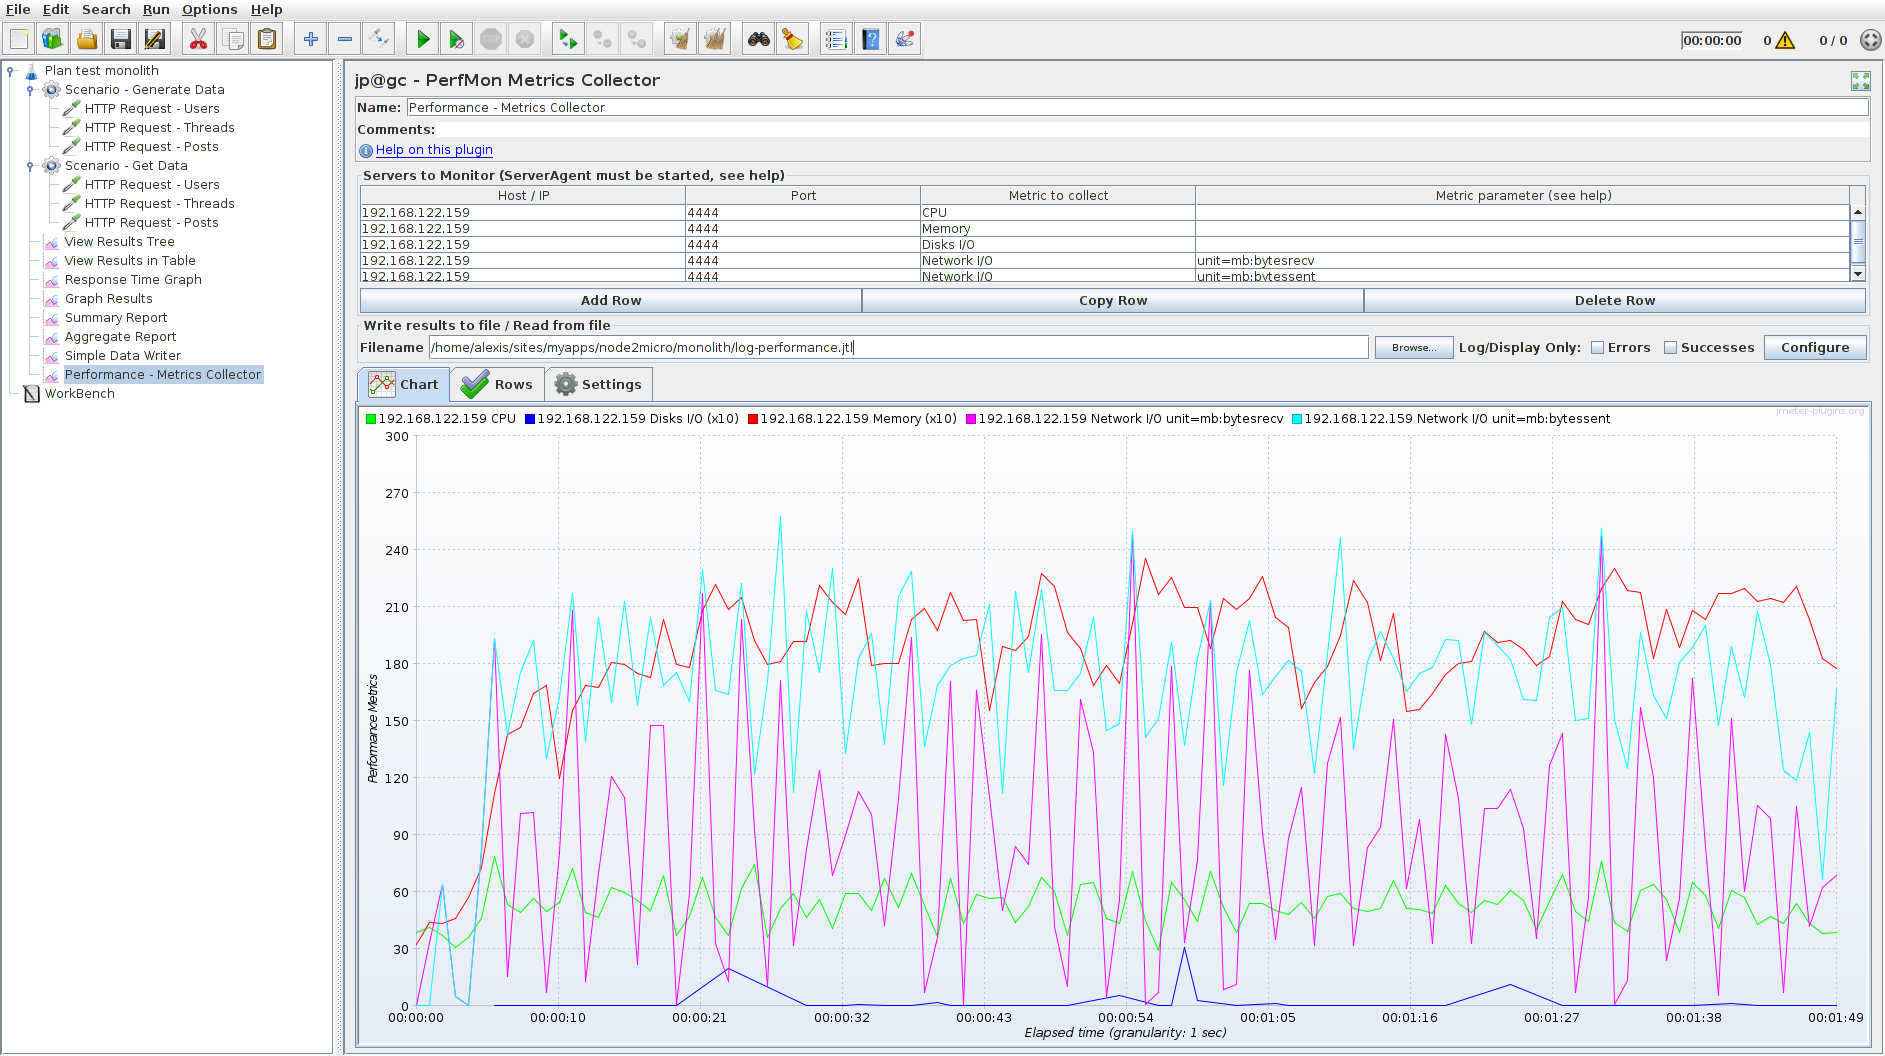 File Edit Search Run Options Help
00:00:00 0 0 / 0
Plan test monolith
Scenario - Generate Data
HTTP Request - Users
HTTP Request - Threads
HTTP Request - Posts
Scenario - Get Data
HTTP Request - Users
HTTP Request - Threads
HTTP Request - Posts
View Results Tree
View Results in Table
Response Time Graph
Graph Results
Summary Report
Aggregate Report
Simple Data Writer
Performance - Metrics Collector
WorkBench
jp@gc - PerfMon Metrics Collector
Name: Performance - Metrics Collector
Comments:
Help on this plugin
Servers to Monitor (ServerAgent must be started, see help)
Host / IP Port Metric to collect Metric parameter (see help)
192.168.122.159 4444 CPU
192.168.122.159 4444 Memory
192.168.122.159 4444 Disks I/O
192.168.122.159 4444 Network I/O unit=mb:bytesrecv
192.168.122.159 4444 Network I/O unit=mb:bytessent
Add Row Copy Row Delete Row
Write results to file / Read from file
Filename /home/alexis/sites/myapps/node2micro/monolith/log-performance.jtl Browse... Log/Display Only: Errors Successes Configure
Chart Rows Settings
jmeter-plugins.org
192.168.122.159 CPU 192.168.122.159 Disks I/O (x10) 192.168.122.159 Memory (x10) 192.168.122.159 Network I/O unit=mb:bytesrecv 192.168.122.159 Network I/O unit=mb:bytessent
300
270
240
210
180
150
120
90
60
30
0
Performance Metrics
00:00:00 00:00:10 00:00:21 00:00:32 00:00:43 00:00:54 00:01:05 00:01:16 00:01:27 00:01:38 00:01:49
Elapsed time (granularity: 1 sec)